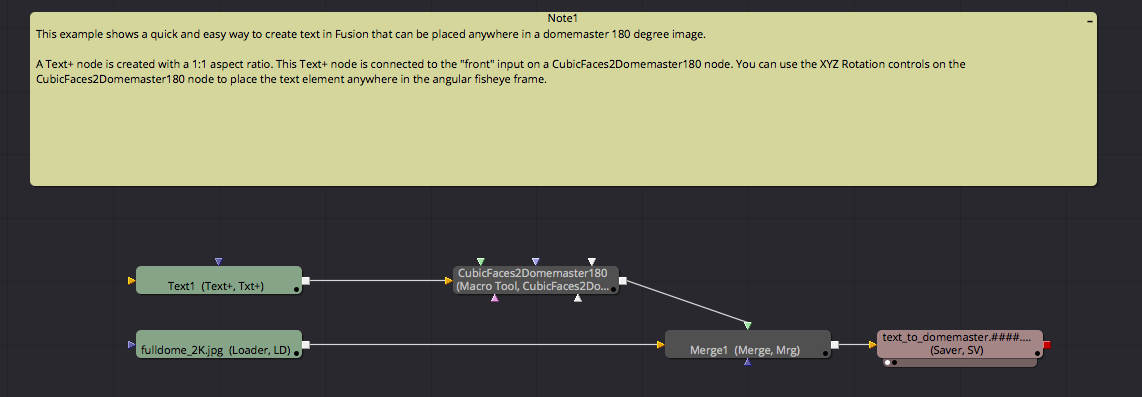 Note1
This example shows a quick and easy way to create text in Fusion that can be placed anywhere in a domemaster 180 degree image.
A Text+ node is created with a 1:1 aspect ratio. This Text+ node is connected to the "front" input on a CubicFaces2Domemaster180 node. You can use the XYZ Rotation controls on the
CubicFaces2Domemaster180 node to place the text element anywhere in the angular fisheye frame.
Text1 (Text+, Txt+)
CubicFaces2Domemaster180
(Macro Tool, CubicFaces2Do...
fulldome_2K.jpg (Loader, LD)
Merge1 (Merge, Mrg)
text_to_domemaster.####....
(Saver, SV)